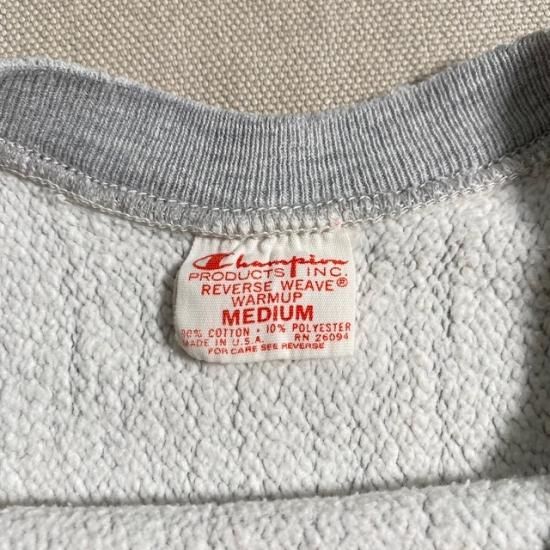 Champion
PRODUCTS INC.
REVERSE WEAVE®
WARMUP
MEDIUM
90% COTTON · 10% POLYESTER
MADE IN U.S.A. RN 26094
FOR CARE SEE REVERSE